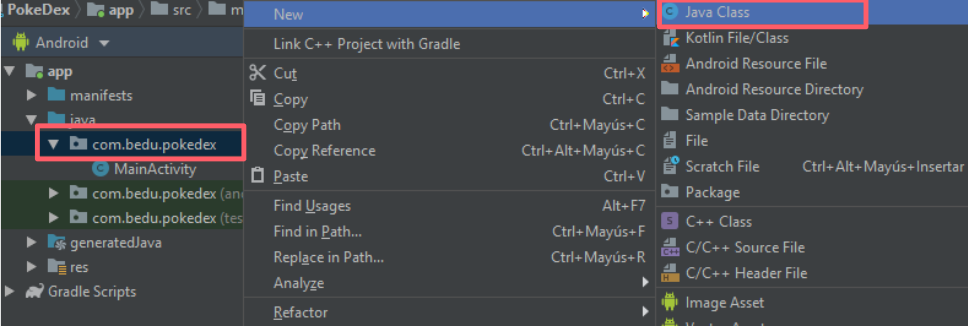 PokeDex
app
src
m
Android
app
manifests
java
com.bedu.pokedex
MainActivity
com.bedu.pokedex (an
com.bedu.pokedex (tes
generatedJava
res
Gradle Scripts
New
Link C++ Project with Gradle
Cut Ctrl+X
Copy Ctrl+C
Copy Path Ctrl+Mayús+C
Copy Reference Ctrl+Alt+Mayús+C
Paste Ctrl+V
Find Usages Alt+F7
Find in Path... Ctrl+Mayús+F
Replace in Path... Ctrl+Mayús+R
Analyze
Refactor
Java Class
Kotlin File/Class
Android Resource File
Android Resource Directory
Sample Data Directory
File
Scratch File Ctrl+Alt+Mayús+Insertar
Package
C++ Class
C/C++ Source File
C/C++ Header File
Image Asset